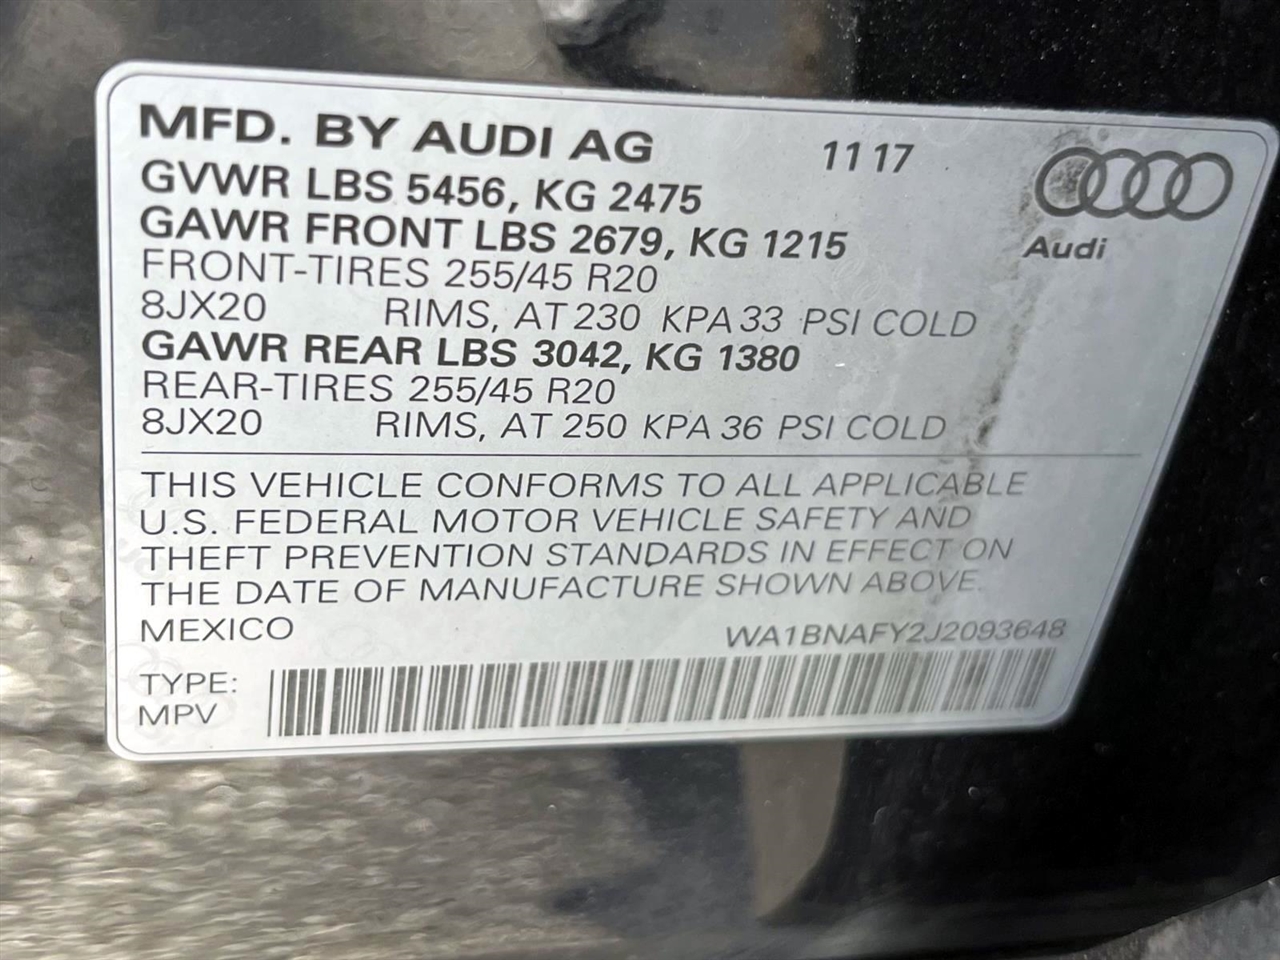 MFD. BY AUDI AG 11 17
GVWR LBS 5456, KG 2475
GAWR FRONT LBS 2679, KG 1215
Audi
FRONT-TIRES 255/45 R20
8JX20 RIMS, AT 230 KPA 33 PSI COLD
GAWR REAR LBS 3042, KG 1380
REAR-TIRES 255/45 R20
8JX20 RIMS, AT 250 KPA 36 PSI COLD
THIS VEHICLE CONFORMS TO ALL APPLICABLE
U.S. FEDERAL MOTOR VEHICLE SAFETY AND
THEFT PREVENTION STANDARDS IN EFFECT ON
THE DATE OF MANUFACTURE SHOWN ABOVE.
MEXICO WA1BNAFY2J2093648
TYPE:
MPV